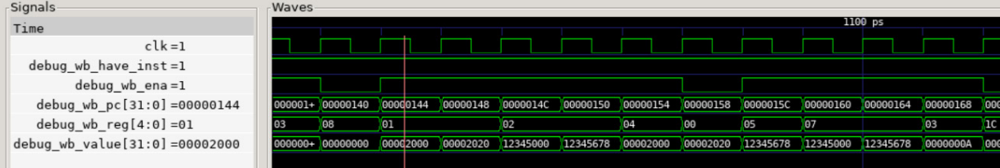 Signals
Waves
Time
1100 ps
clk=1
debug_wb_have_inst=1
debug_wb_ena=1
debug_wb_pc[31:0]=00000144
000001+ 00000140 00000144 00000148 0000014C 00000150 00000154 00000158 0000015C 00000160 00000164 00000168 000
debug_wb_reg[4:0]=01
03 08 01 02 04 00 05 07 03 1C
debug_wb_value[31:0]=00002000
000000+ 00000000 00002000 00002020 12345000 12345678 00002000 00002020 12345678 12345000 12345678 0000000A 000